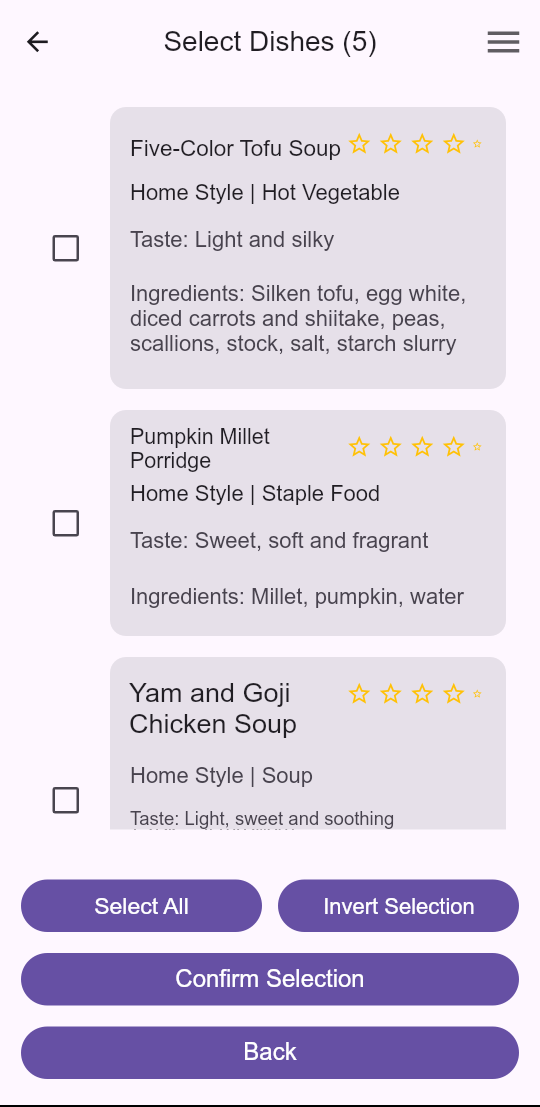 Select Dishes (5)
Five-Color Tofu Soup
Home Style | Hot Vegetable
Taste: Light and silky
Ingredients: Silken tofu, egg white,
diced carrots and shiitake, peas,
scallions, stock, salt, starch slurry
Pumpkin Millet
Porridge
Home Style | Staple Food
Taste: Sweet, soft and fragrant
Ingredients: Millet, pumpkin, water
Yam and Goji
Chicken Soup
Home Style | Soup
Taste: Light, sweet and soothing
Select All
Invert Selection
Confirm Selection
Back